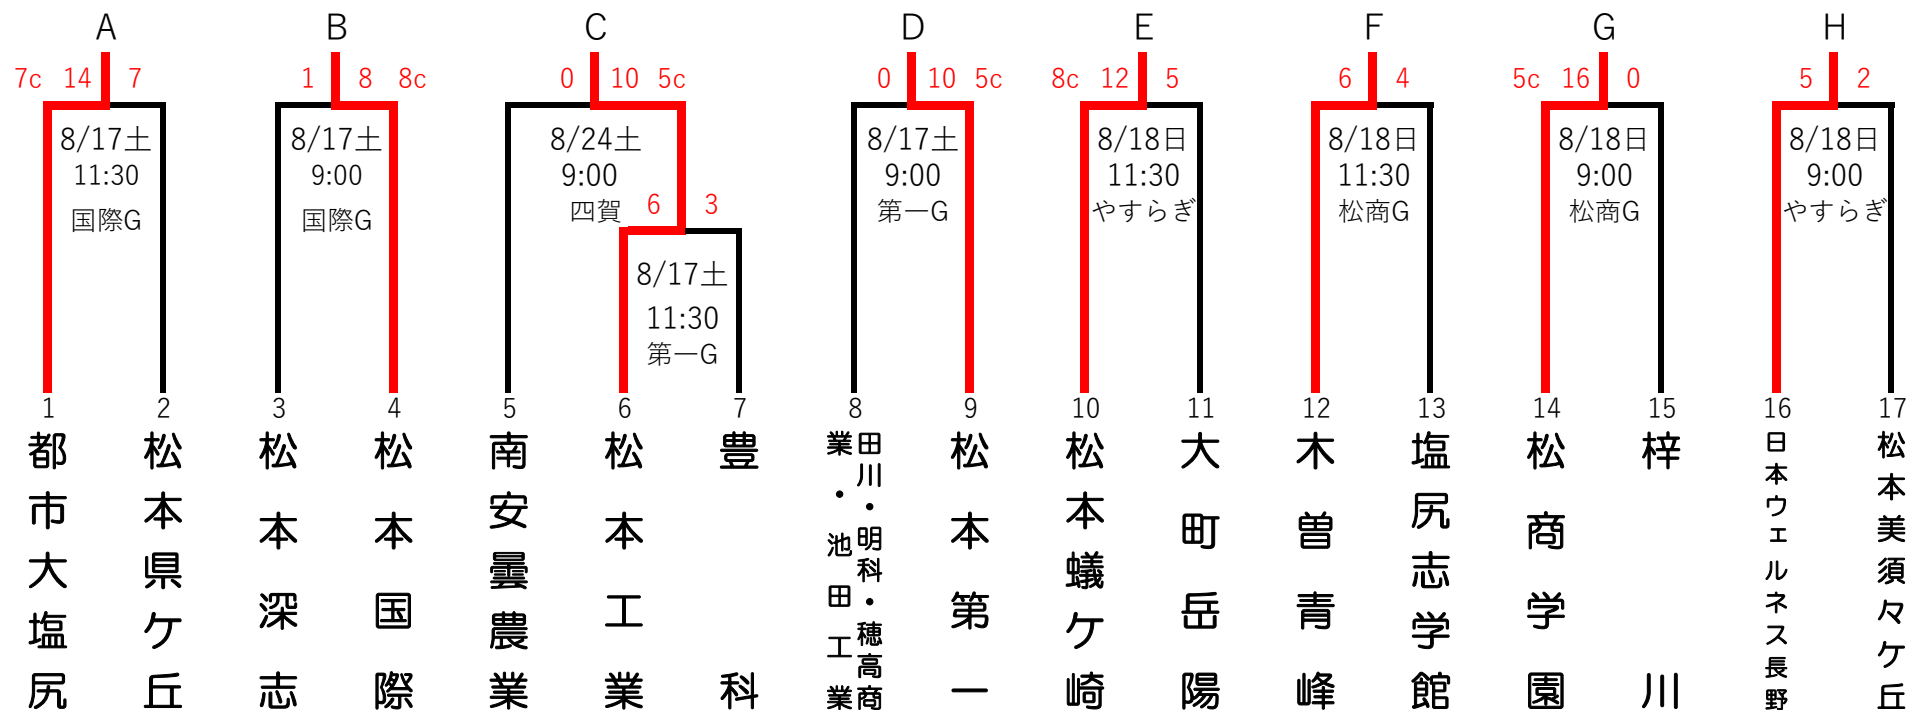 A B C D E F G H
7c 14 7 1 8 8c 0 10 5c 0 10 5c 8c 12 5 6 4 5c 16 0 5 2
8/17土 8/17土 8/24土 8/17土 8/18日 8/18日 8/18日 8/18日
11:30 9:00 9:00 9:00 11:30 11:30 9:00 9:00
国際G 国際G 四賀 第一G やすらぎ 松商G 松商G やすらぎ
6 3
8/17土
11:30
第一G
1 2 3 4 5 6 7 8 9 10 11 12 13 14 15 16 17
都市大塩尻
松本県ケ丘
松本深志
松本国際
南安曇農業
松本工業
豊科
田川・明科・穂高商
業・池田工業
松本第一
松本蟻ケ崎
大町岳陽
木曽青峰
塩尻志学館
松商学園
梓川
日本ウェルネス長野
松本美須々ケ丘